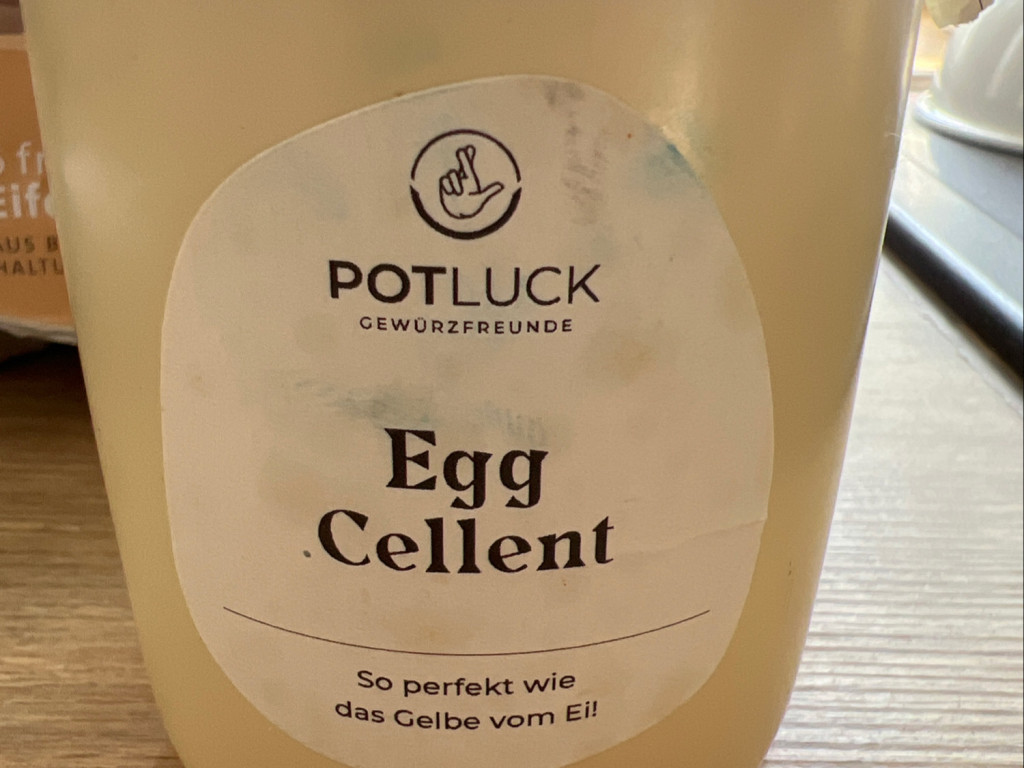 POTLUCK
GEWÜRZFREUNDE
Egg
Cellent
So perfekt wie
das Gelbe vom Ei!